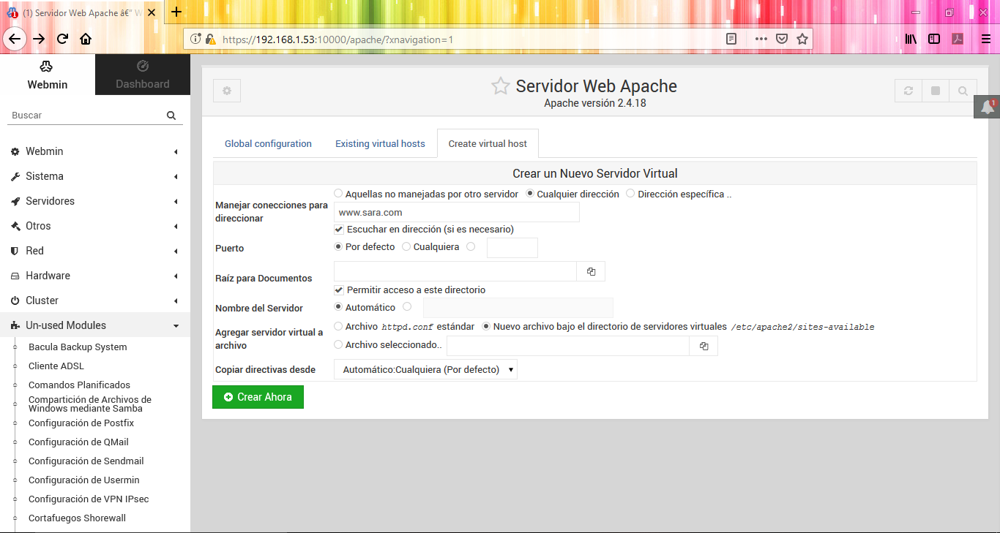 (1) Servidor Web Apache â€" W
https://192.168.1.53:10000/apache/?xnavigation=1
Webmin
Dashboard
Buscar
Webmin
Sistema
Servidores
Otros
Red
Hardware
Cluster
Un-used Modules
Bacula Backup System
Cliente ADSL
Comandos Planificados
Compartición de Archivos de
Windows mediante Samba
Configuración de Postfix
Configuración de QMail
Configuración de Sendmail
Configuración de Usermin
Configuración de VPN IPsec
Cortafuegos Shorewall
Servidor Web Apache
Apache versión 2.4.18
1
Global configuration
Existing virtual hosts
Create virtual host
Crear un Nuevo Servidor Virtual
Manejar conecciones para
direccionar
Aquellas no manejadas por otro servidor Cualquier dirección Dirección específica ..
www.sara.com
Escuchar en dirección (si es necesario)
Puerto
Por defecto Cualquiera
Raíz para Documentos
Permitir acceso a este directorio
Nombre del Servidor
Automático
Agregar servidor virtual a
archivo
Archivo httpd.conf estándar Nuevo archivo bajo el directorio de servidores virtuales /etc/apache2/sites-available
Archivo seleccionado..
Copiar directivas desde
Automático:Cualquiera (Por defecto)
Crear Ahora